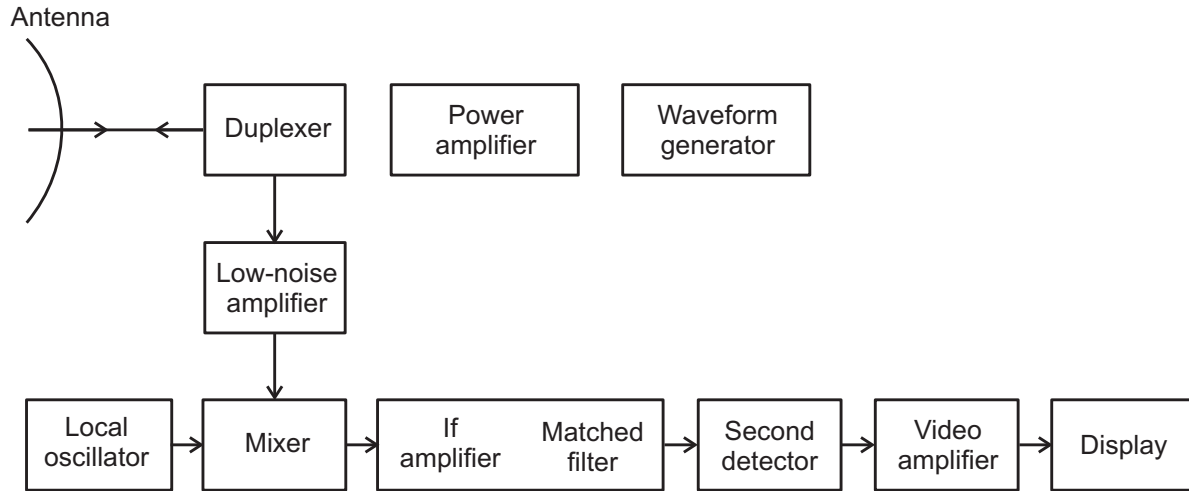 Antenna
Duplexer
Power
amplifier
Waveform
generator
Low-noise
amplifier
Local
oscillator
Mixer
If
amplifier
Matched
filter
Second
detector
Video
amplifier
Display